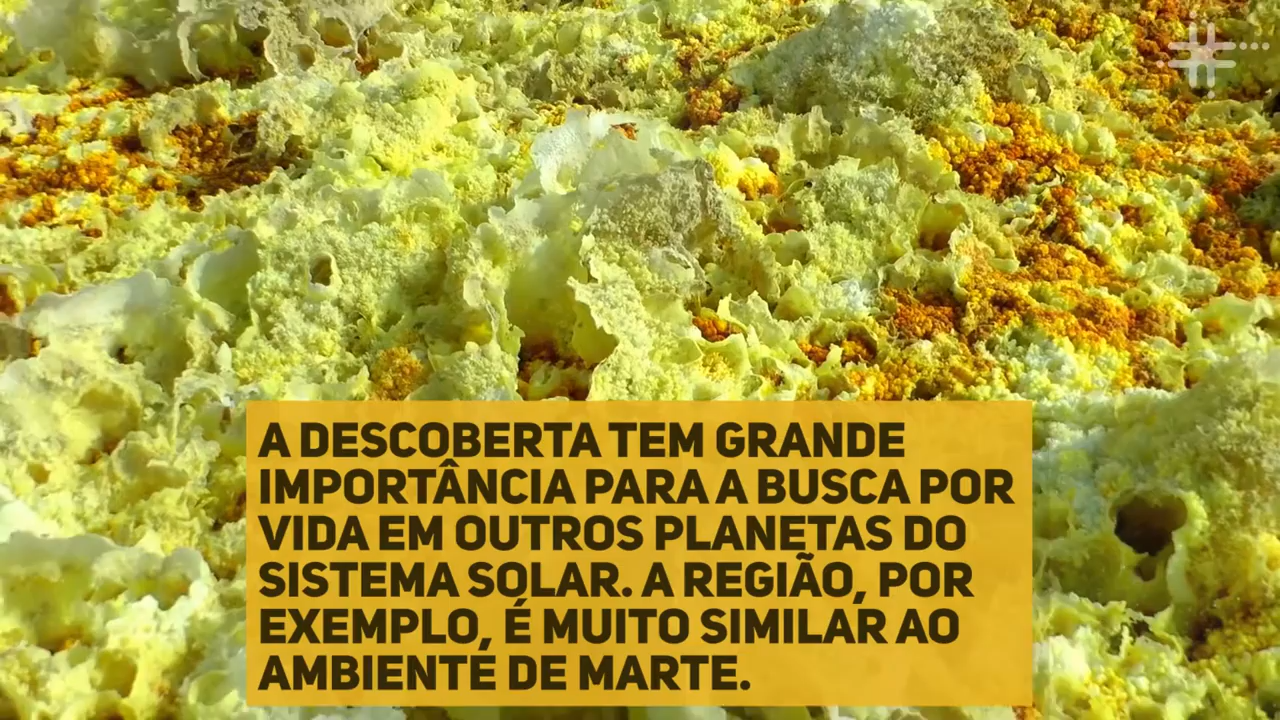 A DESCOBERTA TEM GRANDE
IMPORTÂNCIA PARA A BUSCA POR
VIDA EM OUTROS PLANETAS DO
SISTEMA SOLAR. A REGIÃO, POR
EXEMPLO, É MUITO SIMILAR AO
AMBIENTE DE MARTE.